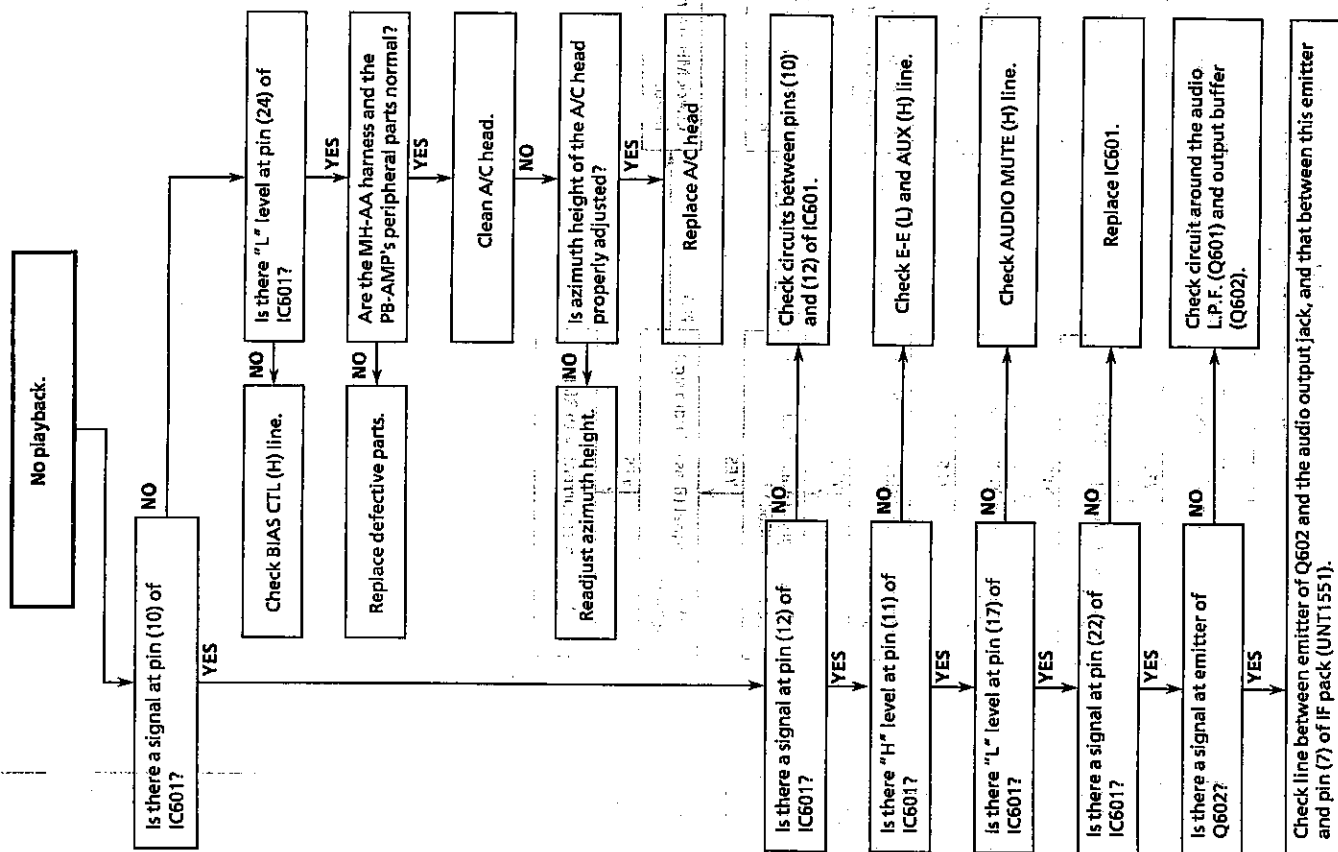 No playback.
Is there a signal at pin (10) of
IC601?
NO
YES
Is there "L" level at pin (24) of
IC601?
NO
YES
Check BIAS CTL (H) line.
Are the MH-AA harness and the
PB-AMP's peripheral parts normal?
NO
YES
Replace defective parts.
Clean A/C head.
NO
Is azimuth height of the A/C head
properly adjusted?
NO
YES
Readjust azimuth height.
Replace A/C head
Is there a signal at pin (12) of
IC601?
NO
YES
Check circuits between pins (10)
and (12) of IC601.
Is there "H" level at pin (11) of
IC601?
NO
YES
Check E-E (L) and AUX (H) line.
Is there "L" level at pin (17) of
IC601?
NO
YES
Check AUDIO MUTE (H) line.
Is there a signal at pin (22) of
IC601?
NO
YES
Replace IC601.
Is there a signal at emitter of
Q602?
NO
YES
Check circuit around the audio
L.P.F. (Q601) and output buffer
(Q602).
Check line between emitter of Q602 and the audio output jack, and that between this emitter
and pin (7) of IF pack (UNT1551).